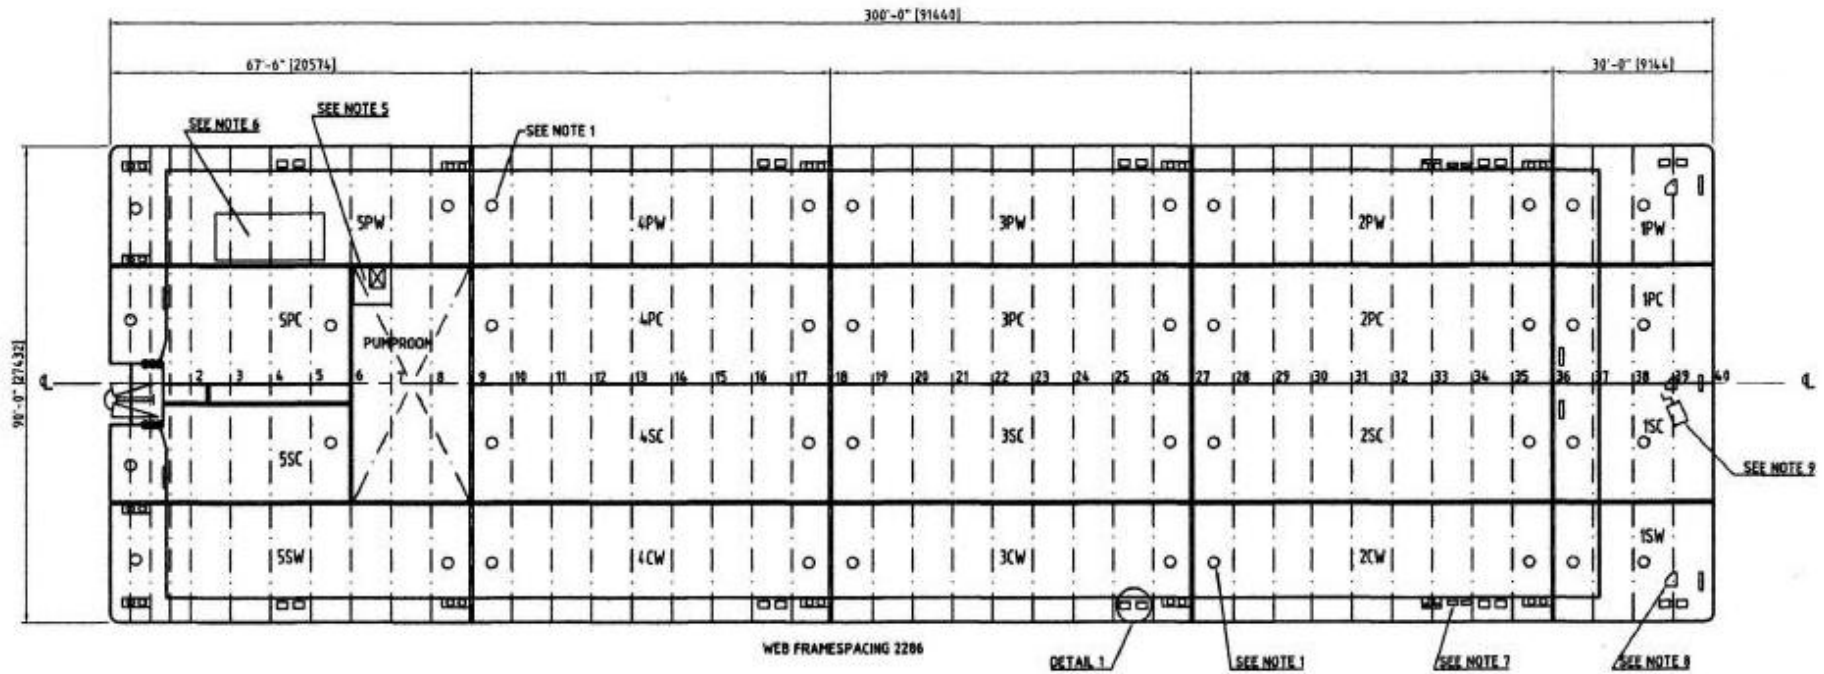 300'-0" [91440]
67'-6" [20574]
30'-0" [9144]
SEE NOTE 5
SEE NOTE 6
SEE NOTE 1
5PW
4PW
3PW
2PW
1PW
5PC
4PC
3PC
2PC
1PC
PUMPROOM
90'-0" [27432]
℄
2 3 4 5 6 7 8 9 10 11 12 13 14 15 16 17 18 19 20 21 22 23 24 25 26 27 28 29 30 31 32 33 34 35 36 37 38 39 40
℄
5SC
4SC
3SC
2SC
1SC
SEE NOTE 9
5SW
4CW
3CW
2CW
1SW
WEB FRAMESPACING 2286
DETAIL 1
SEE NOTE 1
SEE NOTE 7
SEE NOTE 8